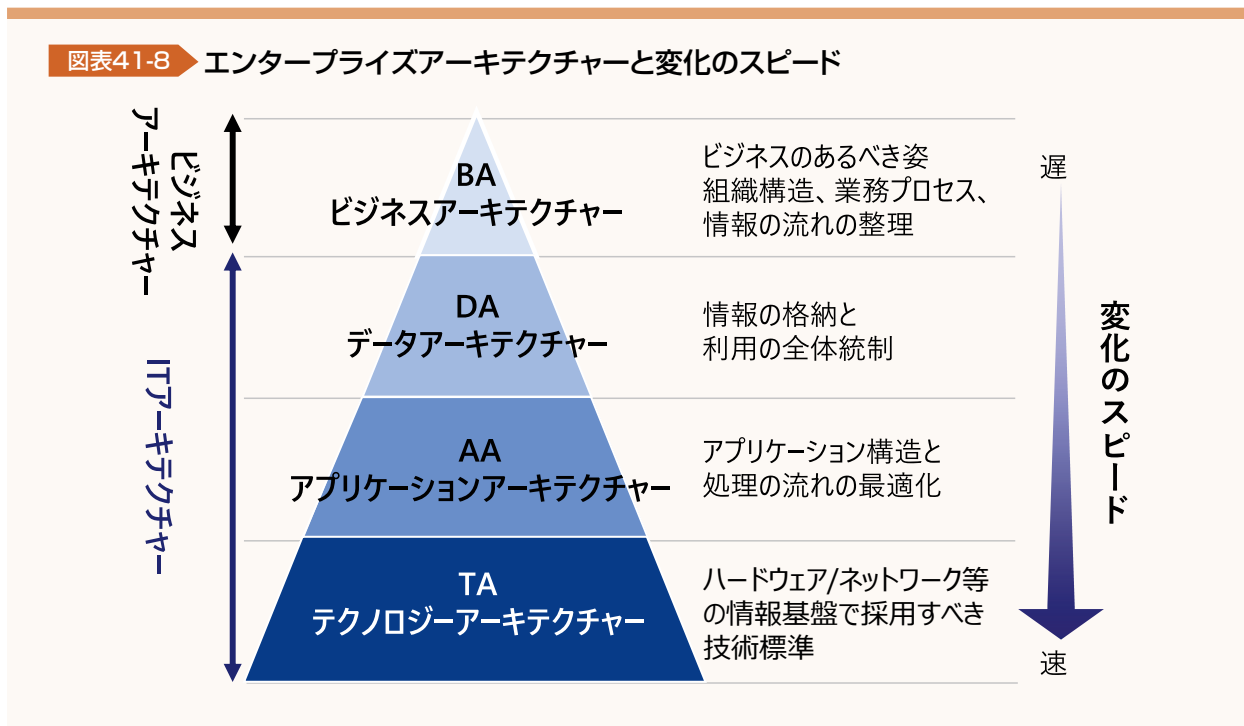 図表41-8
エンタープライズアーキテクチャーと変化のスピード
ビジネス
アーキテクチャー
ITアーキテクチャー
BA
ビジネスアーキテクチャー
ビジネスのあるべき姿
組織構造、業務プロセス、
情報の流れの整理
DA
データアーキテクチャー
情報の格納と
利用の全体統制
AA
アプリケーションアーキテクチャー
アプリケーション構造と
処理の流れの最適化
TA
テクノロジーアーキテクチャー
ハードウェア/ネットワーク等
の情報基盤で採用すべき
技術標準
遅
変化のスピード
速